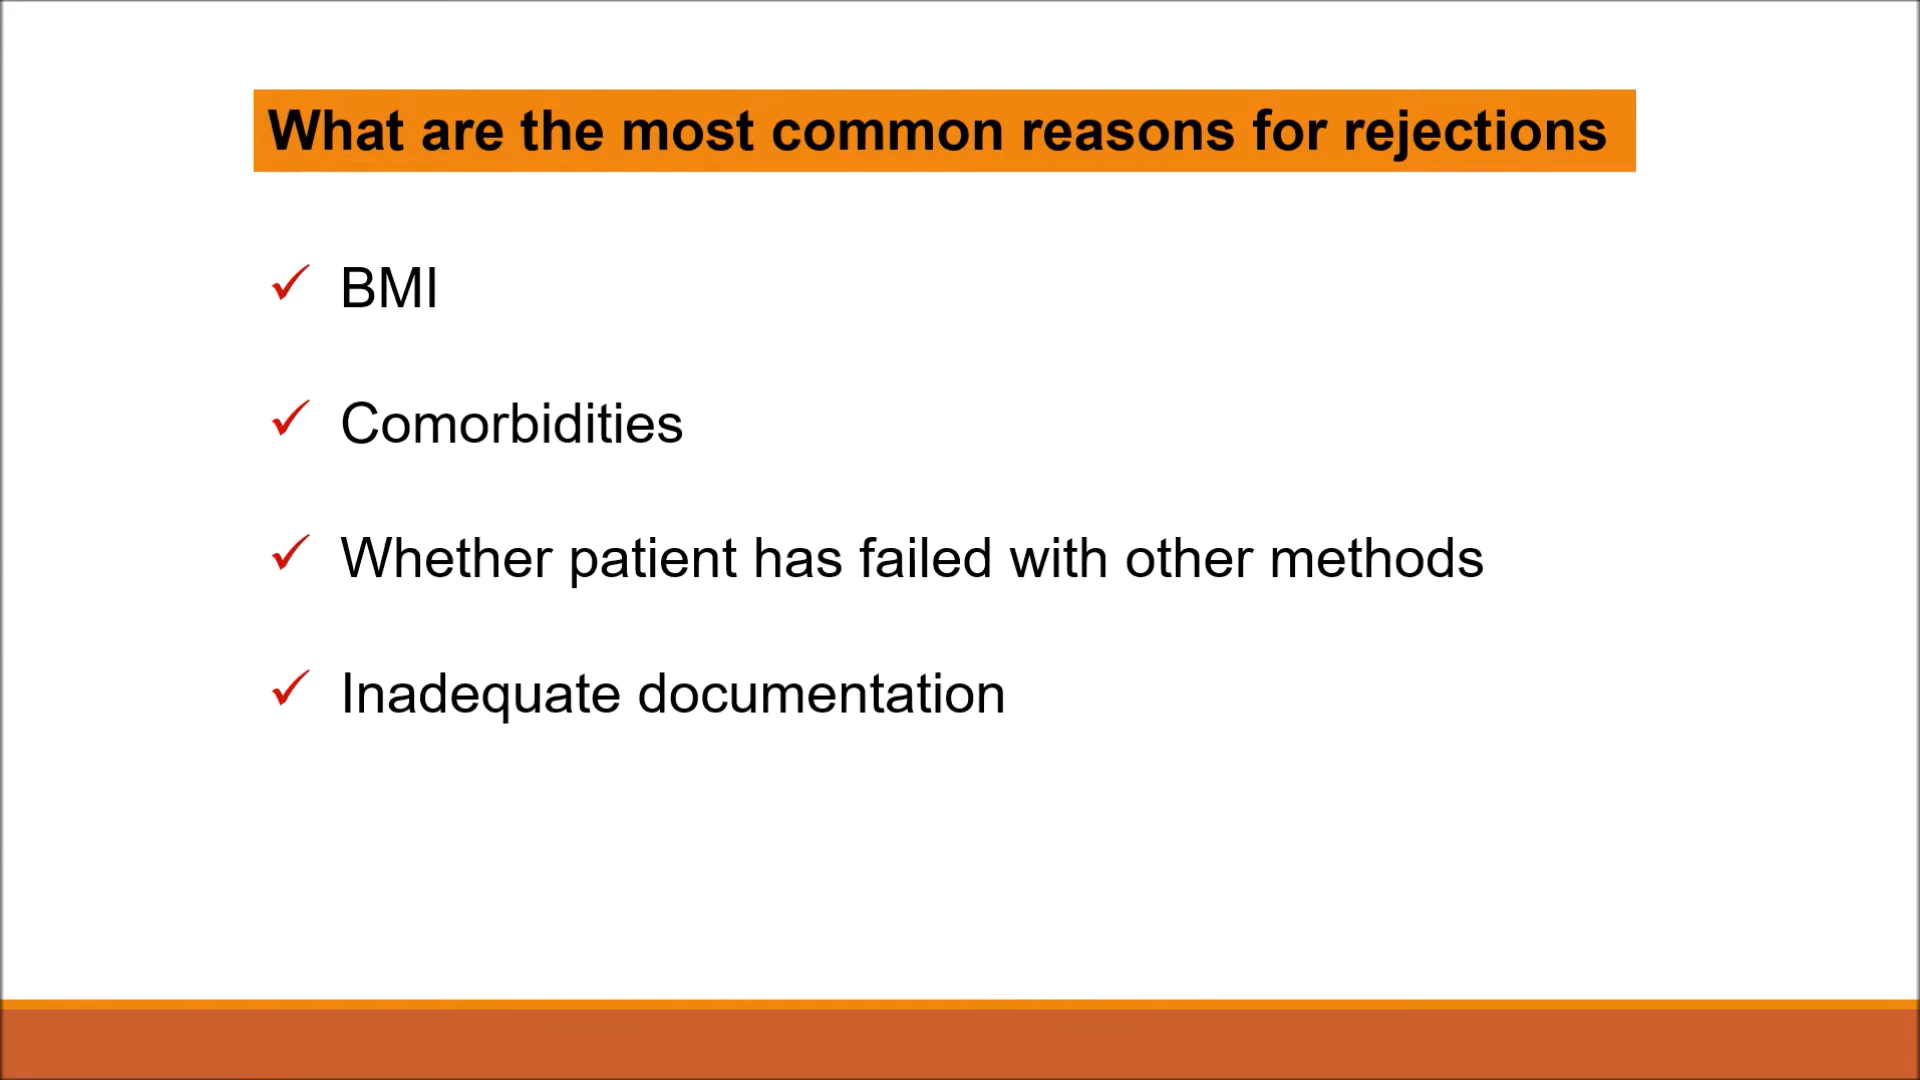 What are the most common reasons for rejections
BMI
Comorbidities
Whether patient has failed with other methods
Inadequate documentation